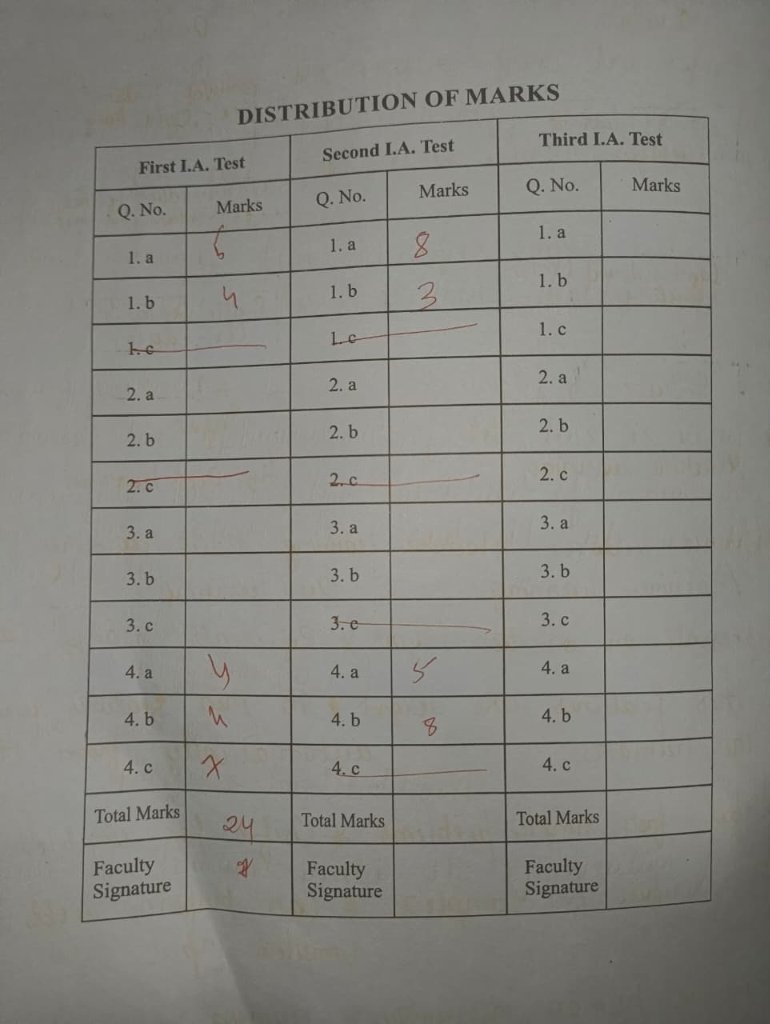 DISTRIBUTION OF MARKS
First I.A. Test Second I.A. Test Third I.A. Test
Q. No. Marks Q. No. Marks Q. No. Marks
1. a 6 1. a 8 1. a
1. b 4 1. b 3 1. b
1. c 1. c 1. c
2. a 2. a 2. a
2. b 2. b 2. b
2. c 2. c 2. c
3. a 3. a 3. a
3. b 3. b 3. b
3. c 3. c 3. c
4. a 4 4. a 5 4. a
4. b 4 4. b 8 4. b
4. c 4. c 4. c
Total Marks 24 Total Marks Total Marks
Faculty Faculty Faculty
Signature Signature Signature